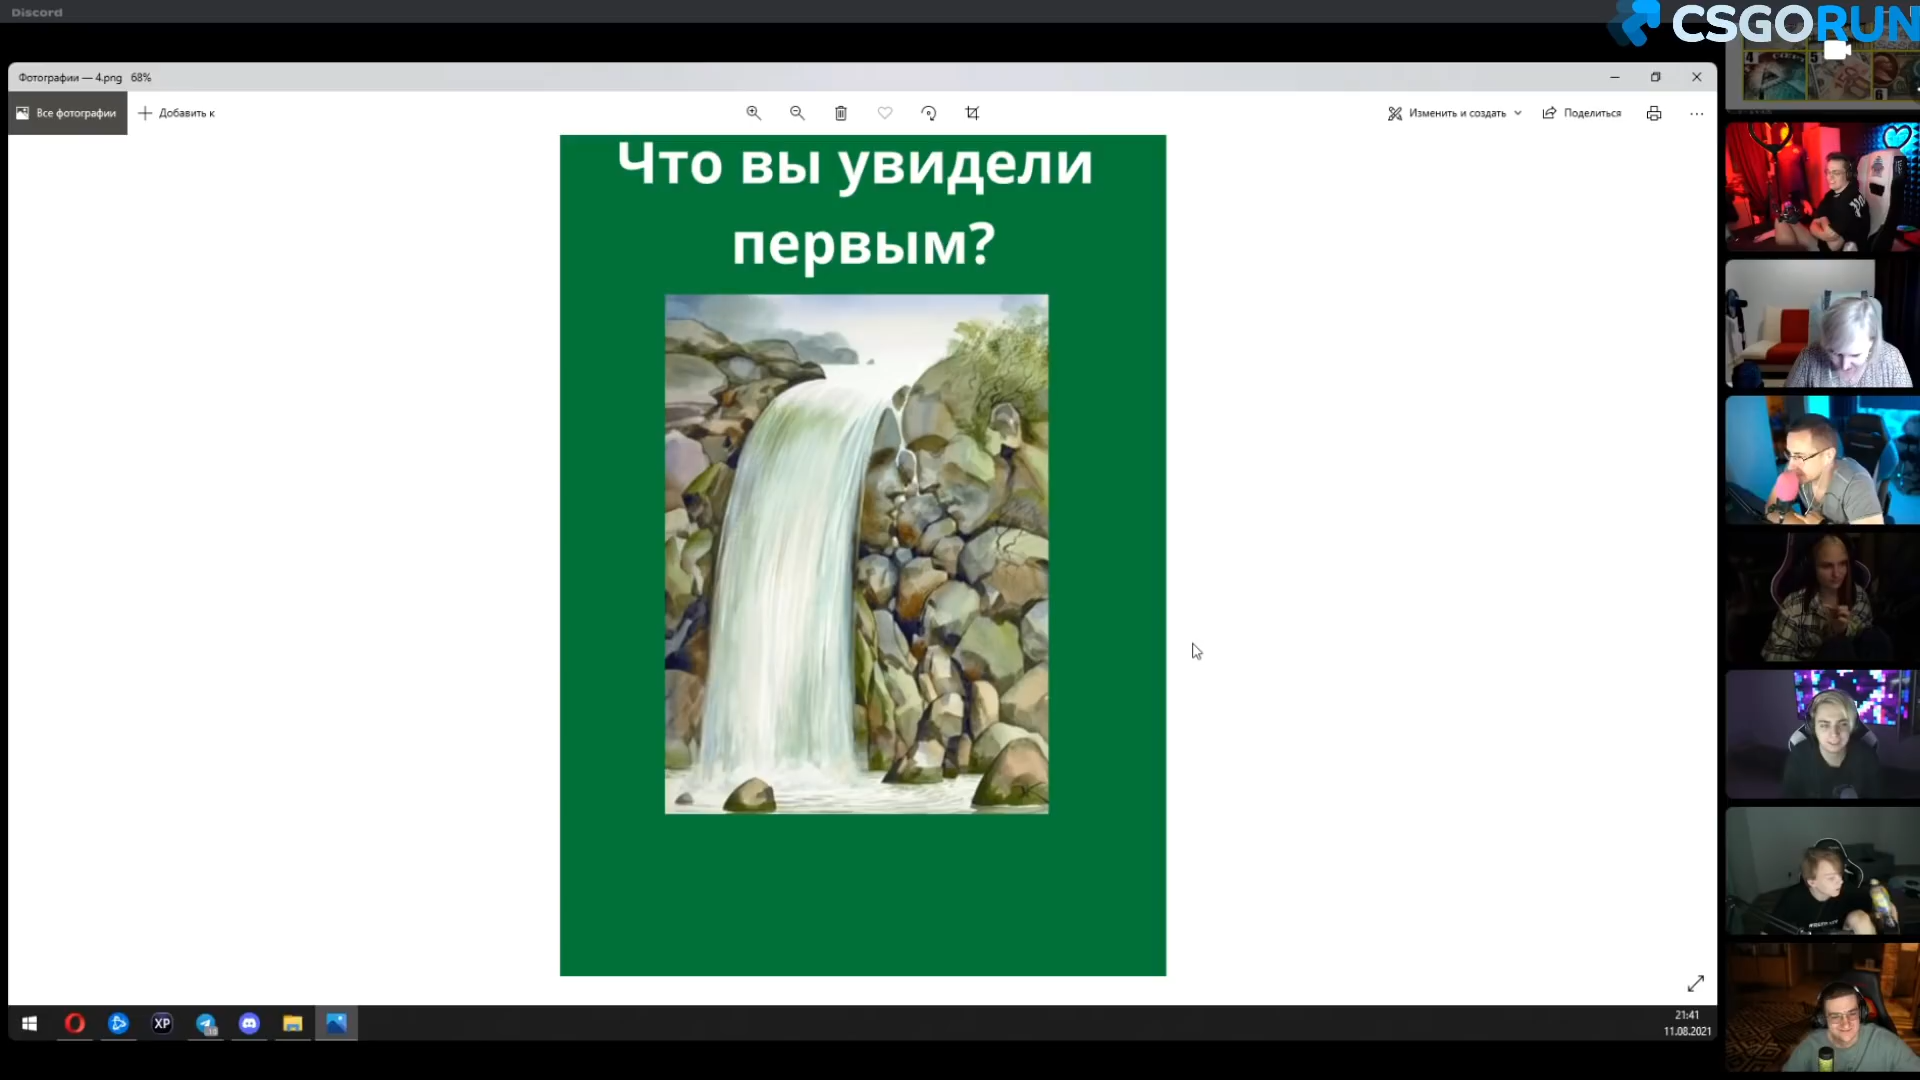 Discord
CSGORUN
Фотографии — 4.png 68%
Все фотографии
Добавить к
Изменить и создать
Поделиться
Что вы увидели
первым?
XP
21:41
11.08.2021